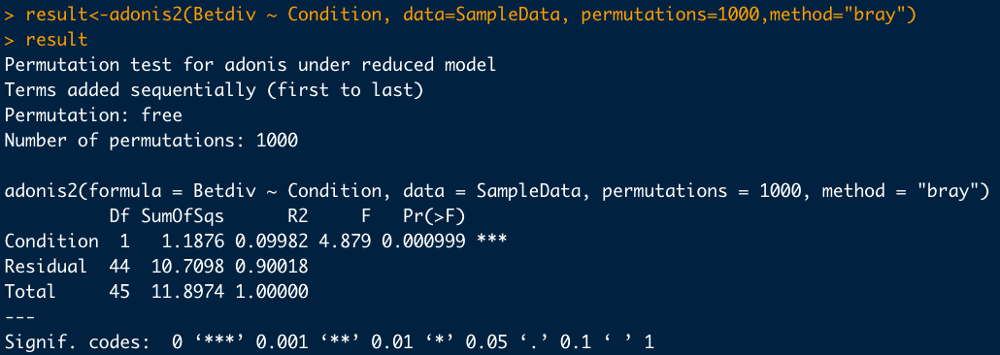 > result<-adonis2(Betdiv ~ Condition, data=SampleData, permutations=1000,method="bray")
> result
Permutation test for adonis under reduced model
Terms added sequentially (first to last)
Permutation: free
Number of permutations: 1000

adonis2(formula = Betdiv ~ Condition, data = SampleData, permutations = 1000, method = "bray")
          Df SumOfSqs      R2     F   Pr(>F)
Condition  1   1.1876 0.09982 4.879 0.000999 ***
Residual  44  10.7098 0.90018
Total     45  11.8974 1.00000
---
Signif. codes:  0 ‘***’ 0.001 ‘**’ 0.01 ‘*’ 0.05 ‘.’ 0.1 ‘ ’ 1